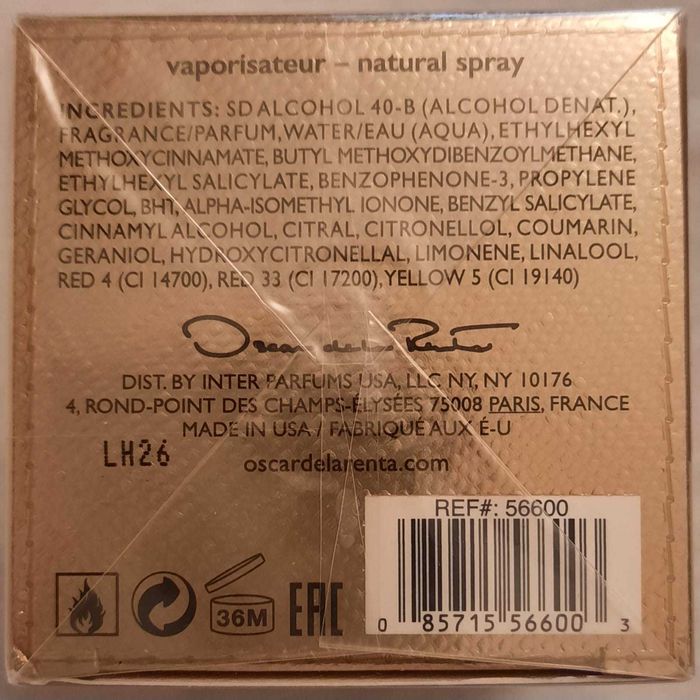 vaporisateur – natural spray
INGREDIENTS: SD ALCOHOL 40-B (ALCOHOL DENAT.),
FRAGRANCE/PARFUM, WATER/EAU (AQUA), ETHYLHEXYL
METHOXYCINNAMATE, BUTYL METHOXYDIBENZOYLMETHANE,
ETHYLHEXYL SALICYLATE, BENZOPHENONE-3, PROPYLENE
GLYCOL, BHT, ALPHA-ISOMETHYL IONONE, BENZYL SALICYLATE,
CINNAMYL ALCOHOL, CITRAL, CITRONELLOL, COUMARIN,
GERANIOL, HYDROXYCITRONELLAL, LIMONENE, LINALOOL,
RED 4 (CI 14700), RED 33 (CI 17200), YELLOW 5 (CI 19140)
Oscar de la Renta
DIST. BY INTER PARFUMS USA, LLC NY, NY 10176
4, ROND-POINT DES CHAMPS-ELYSÉES 75008 PARIS, FRANCE
MADE IN USA / FABRIQUÉ AUX É-U
LH26
oscardelarenta.com
REF#: 56600
0 85715 56600 3
36M
EAC